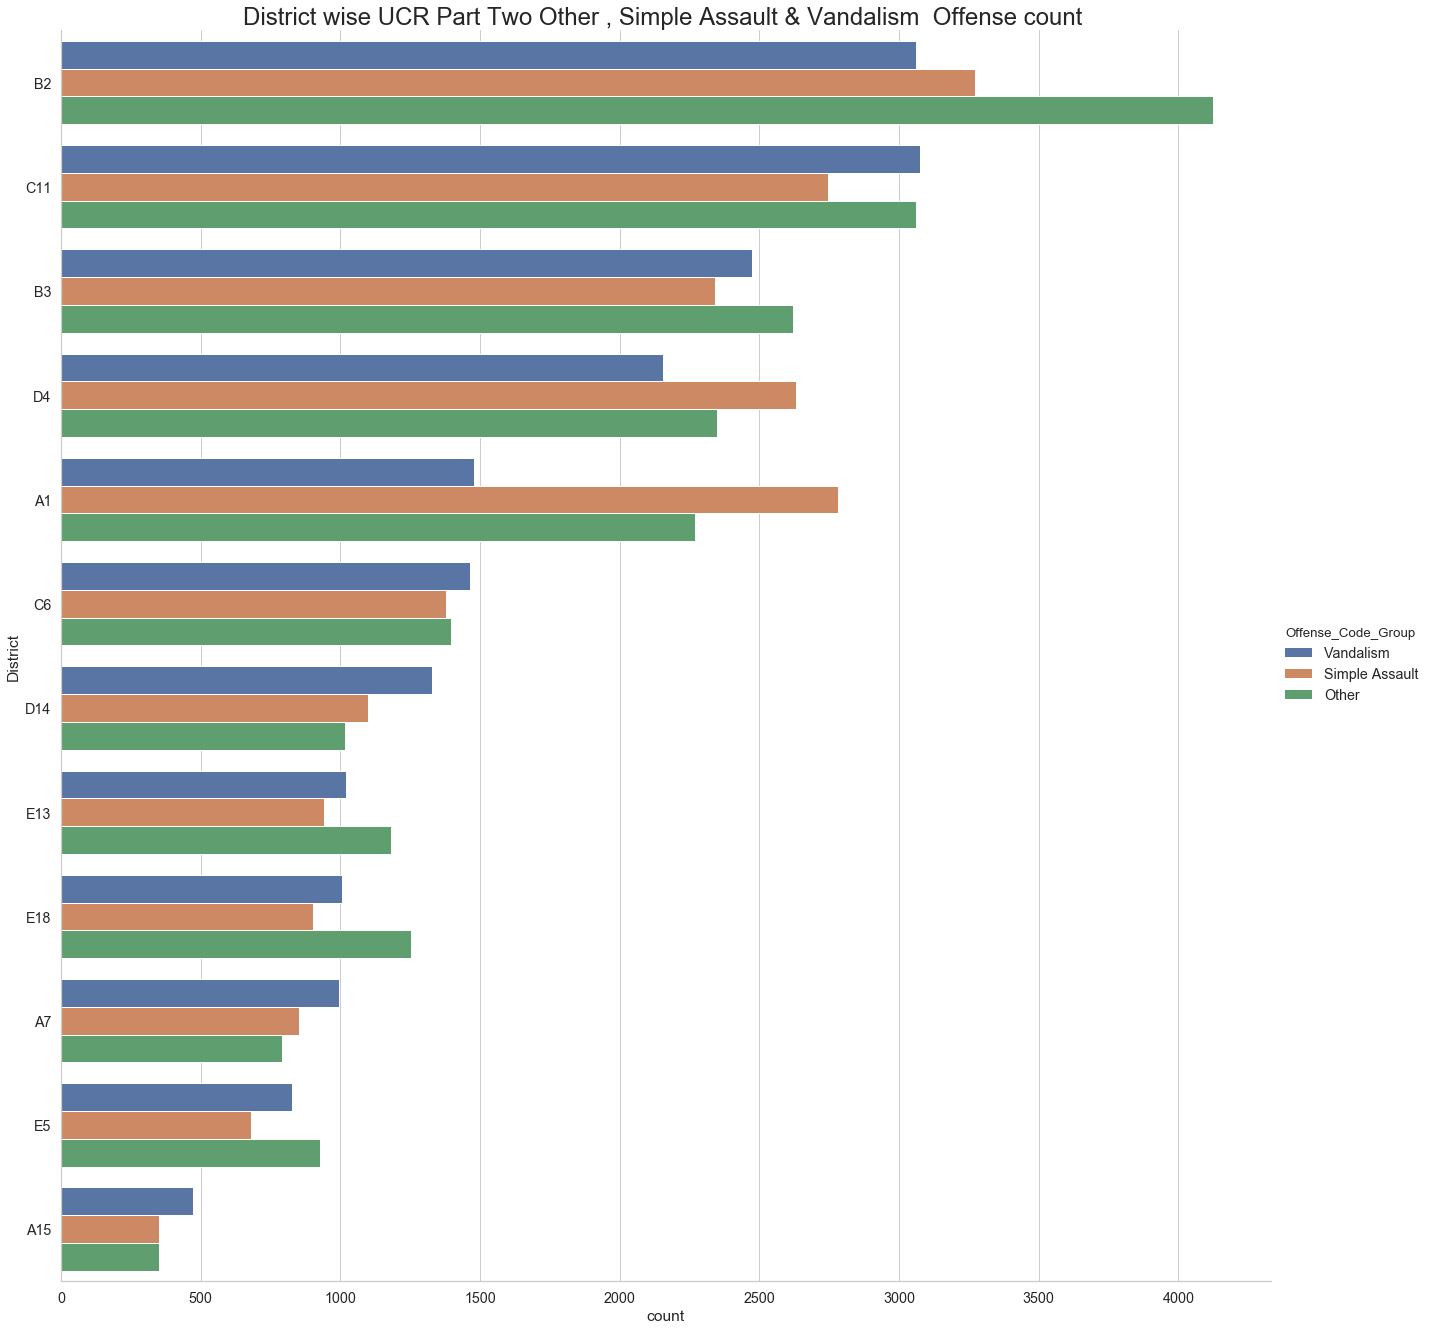 District wise UCR Part Two Other , Simple Assault & Vandalism  Offense count
B2
C11
B3
D4
A1
C6
D14
E13
E18
A7
E5
A15
District
0 500 1000 1500 2000 2500 3000 3500 4000
count
Offense_Code_Group
Vandalism
Simple Assault
Other